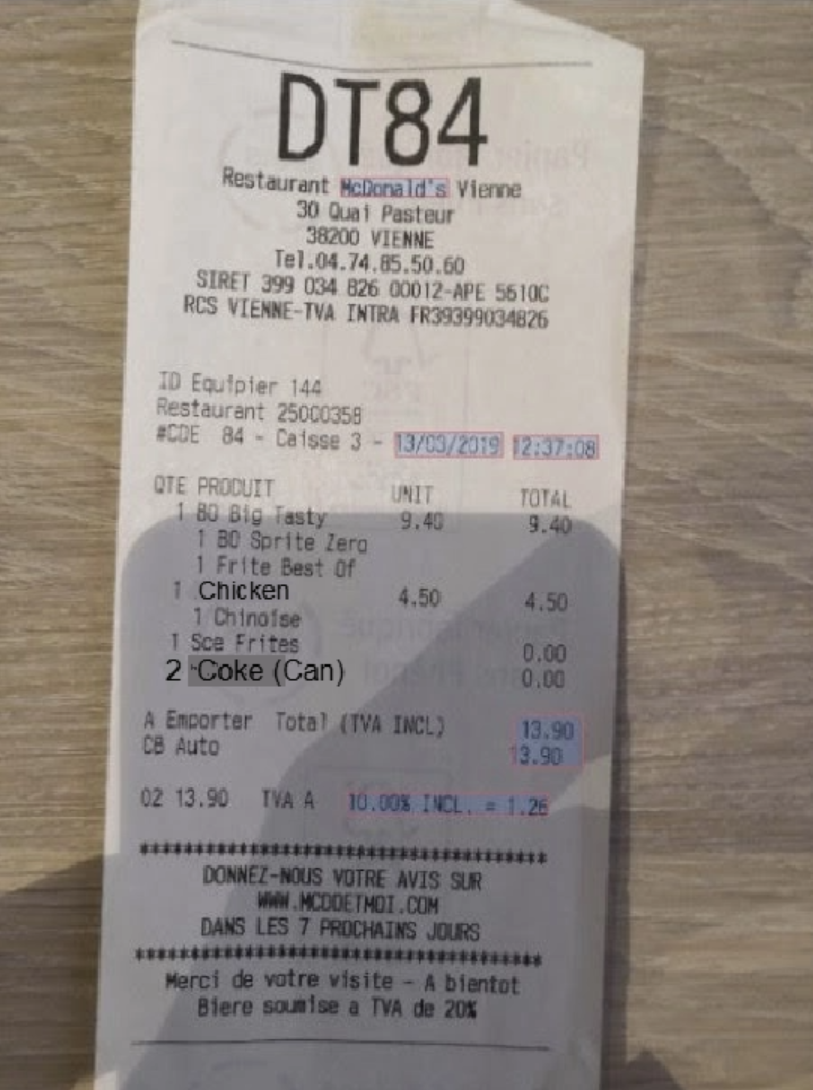 DT84
Restaurant McDonald's Vienne
30 Quai Pasteur
38200 VIENNE
Tel.04.74.85.50.60
SIRET 399 034 826 00012-APE 5610C
RCS VIENNE-TVA INTRA FR39399034826
ID Equipier 144
Restaurant 25000358
#CDE 84 - Caisse 3 - 13/03/2019 12:37:08
QTE PRODUIT UNIT TOTAL
1 BO Big Tasty 9.40 9.40
1 BO Sprite Zero
1 Frite Best Of
1 Chicken 4.50 4.50
1 Chinoise
1 Sce Frites 0.00
2 Coke (Can) 0.00
A Emporter Total (TVA INCL) 13.90
CB Auto 13.90
02 13.90 TVA A 10.00% INCL. = 1.26
******************************************
DONNEZ-NOUS VOTRE AVIS SUR
WWW.MCDOETMOI.COM
DANS LES 7 PROCHAINS JOURS
******************************************
Merci de votre visite - A bientot
Biere soumise a TVA de 20%